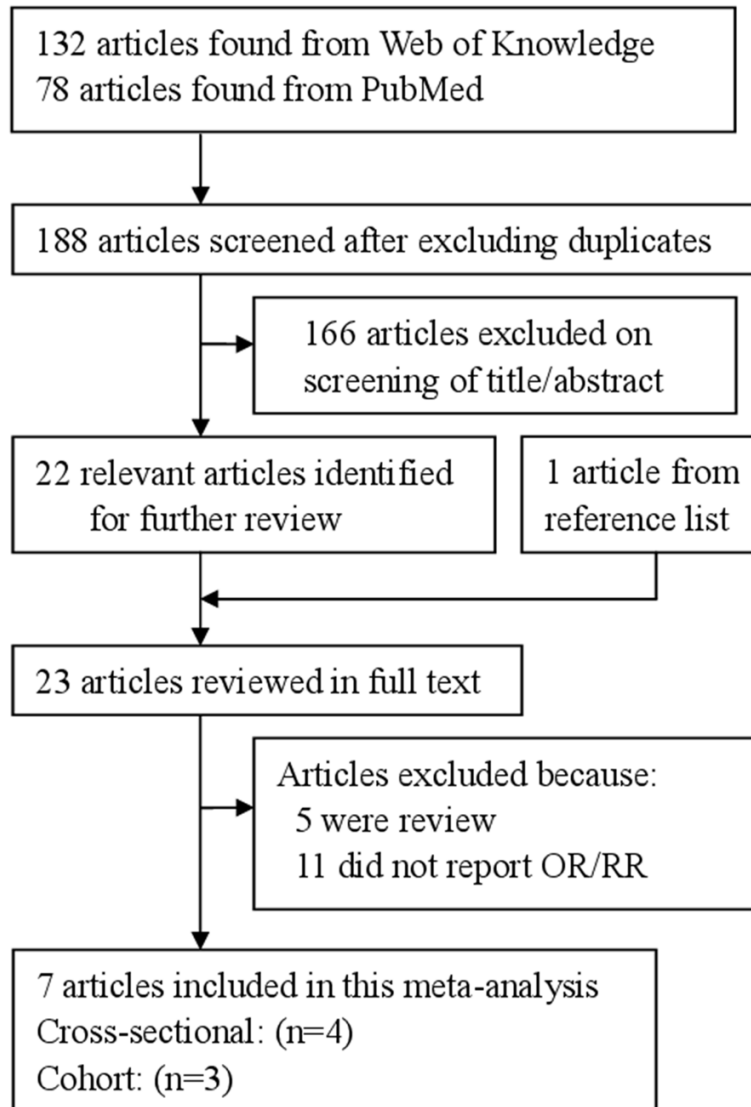 132 articles found from Web of Knowledge
78 articles found from PubMed
188 articles screened after excluding duplicates
166 articles excluded on
screening of title/abstract
22 relevant articles identified
for further review
1 article from
reference list
23 articles reviewed in full text
Articles excluded because:
5 were review
11 did not report OR/RR
7 articles included in this meta-analysis
Cross-sectional: (n=4)
Cohort: (n=3)